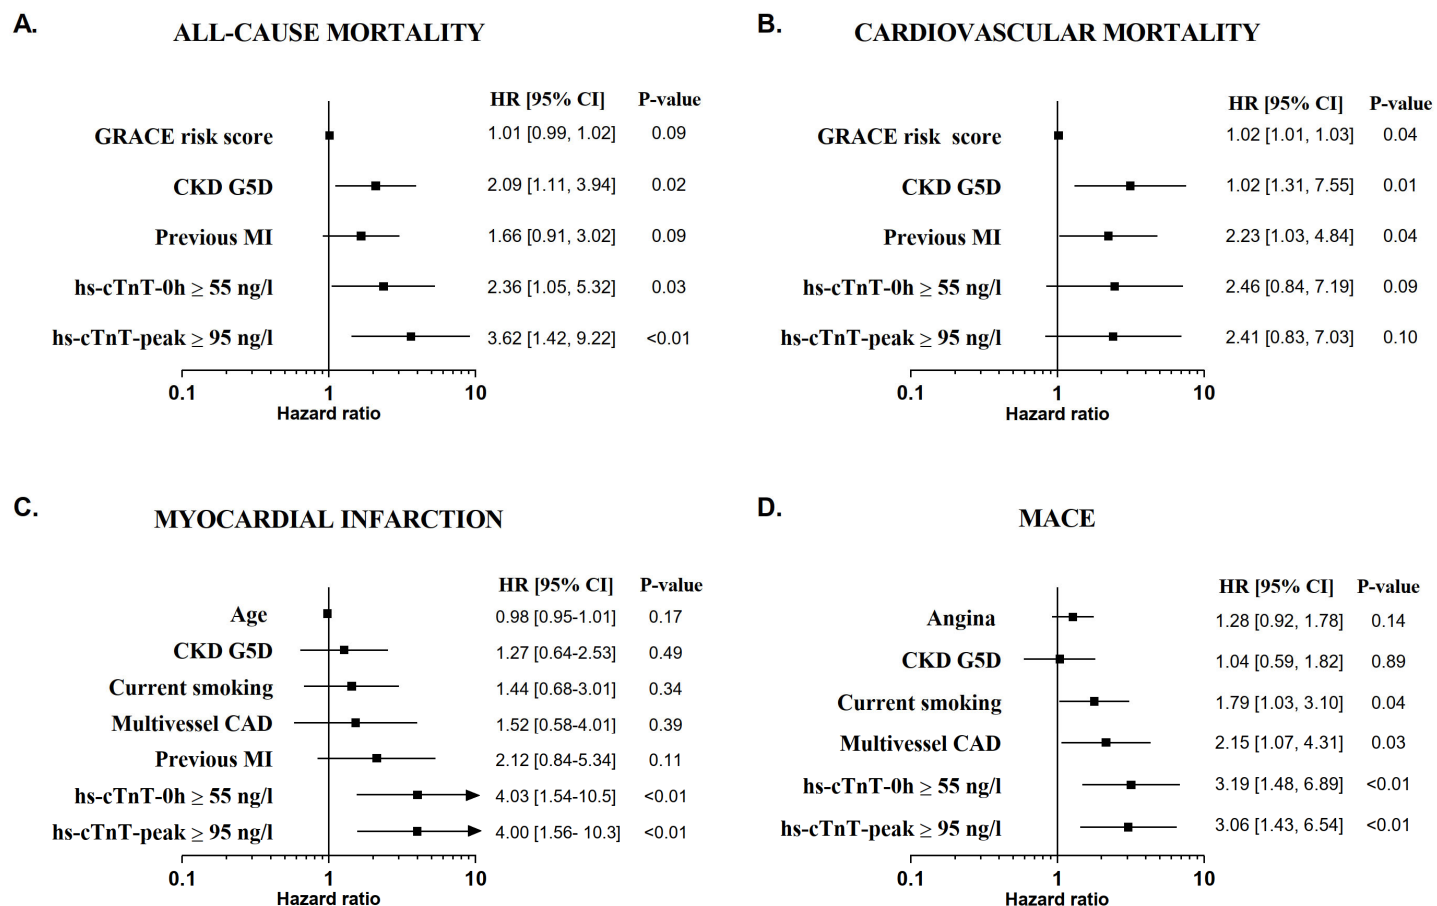 A.
ALL-CAUSE MORTALITY
HR [95% CI] P-value
GRACE risk score 1.01 [0.99, 1.02] 0.09
CKD G5D 2.09 [1.11, 3.94] 0.02
Previous MI 1.66 [0.91, 3.02] 0.09
hs-cTnT-0h ≥ 55 ng/l 2.36 [1.05, 5.32] 0.03
hs-cTnT-peak ≥ 95 ng/l 3.62 [1.42, 9.22] <0.01
0.1 1 10
Hazard ratio
B.
CARDIOVASCULAR MORTALITY
HR [95% CI] P-value
GRACE risk score 1.02 [1.01, 1.03] 0.04
CKD G5D 1.02 [1.31, 7.55] 0.01
Previous MI 2.23 [1.03, 4.84] 0.04
hs-cTnT-0h ≥ 55 ng/l 2.46 [0.84, 7.19] 0.09
hs-cTnT-peak ≥ 95 ng/l 2.41 [0.83, 7.03] 0.10
0.1 1 10
Hazard ratio
C.
MYOCARDIAL INFARCTION
HR [95% CI] P-value
Age 0.98 [0.95-1.01] 0.17
CKD G5D 1.27 [0.64-2.53] 0.49
Current smoking 1.44 [0.68-3.01] 0.34
Multivessel CAD 1.52 [0.58-4.01] 0.39
Previous MI 2.12 [0.84-5.34] 0.11
hs-cTnT-0h ≥ 55 ng/l 4.03 [1.54-10.5] <0.01
hs-cTnT-peak ≥ 95 ng/l 4.00 [1.56- 10.3] <0.01
0.1 1 10
Hazard ratio
D.
MACE
HR [95% CI] P-value
Angina 1.28 [0.92, 1.78] 0.14
CKD G5D 1.04 [0.59, 1.82] 0.89
Current smoking 1.79 [1.03, 3.10] 0.04
Multivessel CAD 2.15 [1.07, 4.31] 0.03
hs-cTnT-0h ≥ 55 ng/l 3.19 [1.48, 6.89] <0.01
hs-cTnT-peak ≥ 95 ng/l 3.06 [1.43, 6.54] <0.01
0.1 1 10
Hazard ratio